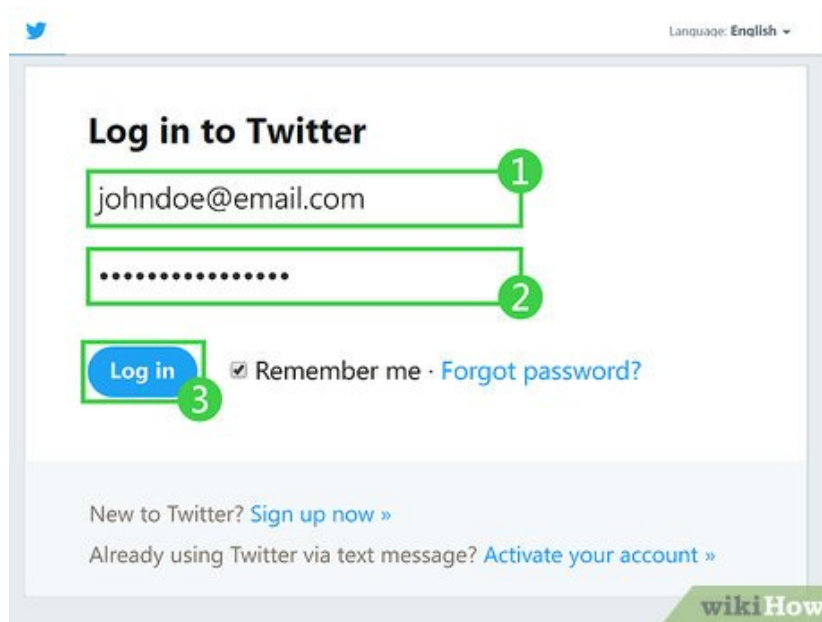 Language: English
Log in to Twitter
1
johndoe@email.com
••••••••••••••••
2
Log in
3
Remember me · Forgot password?
New to Twitter? Sign up now »
Already using Twitter via text message? Activate your account »
wikiHow